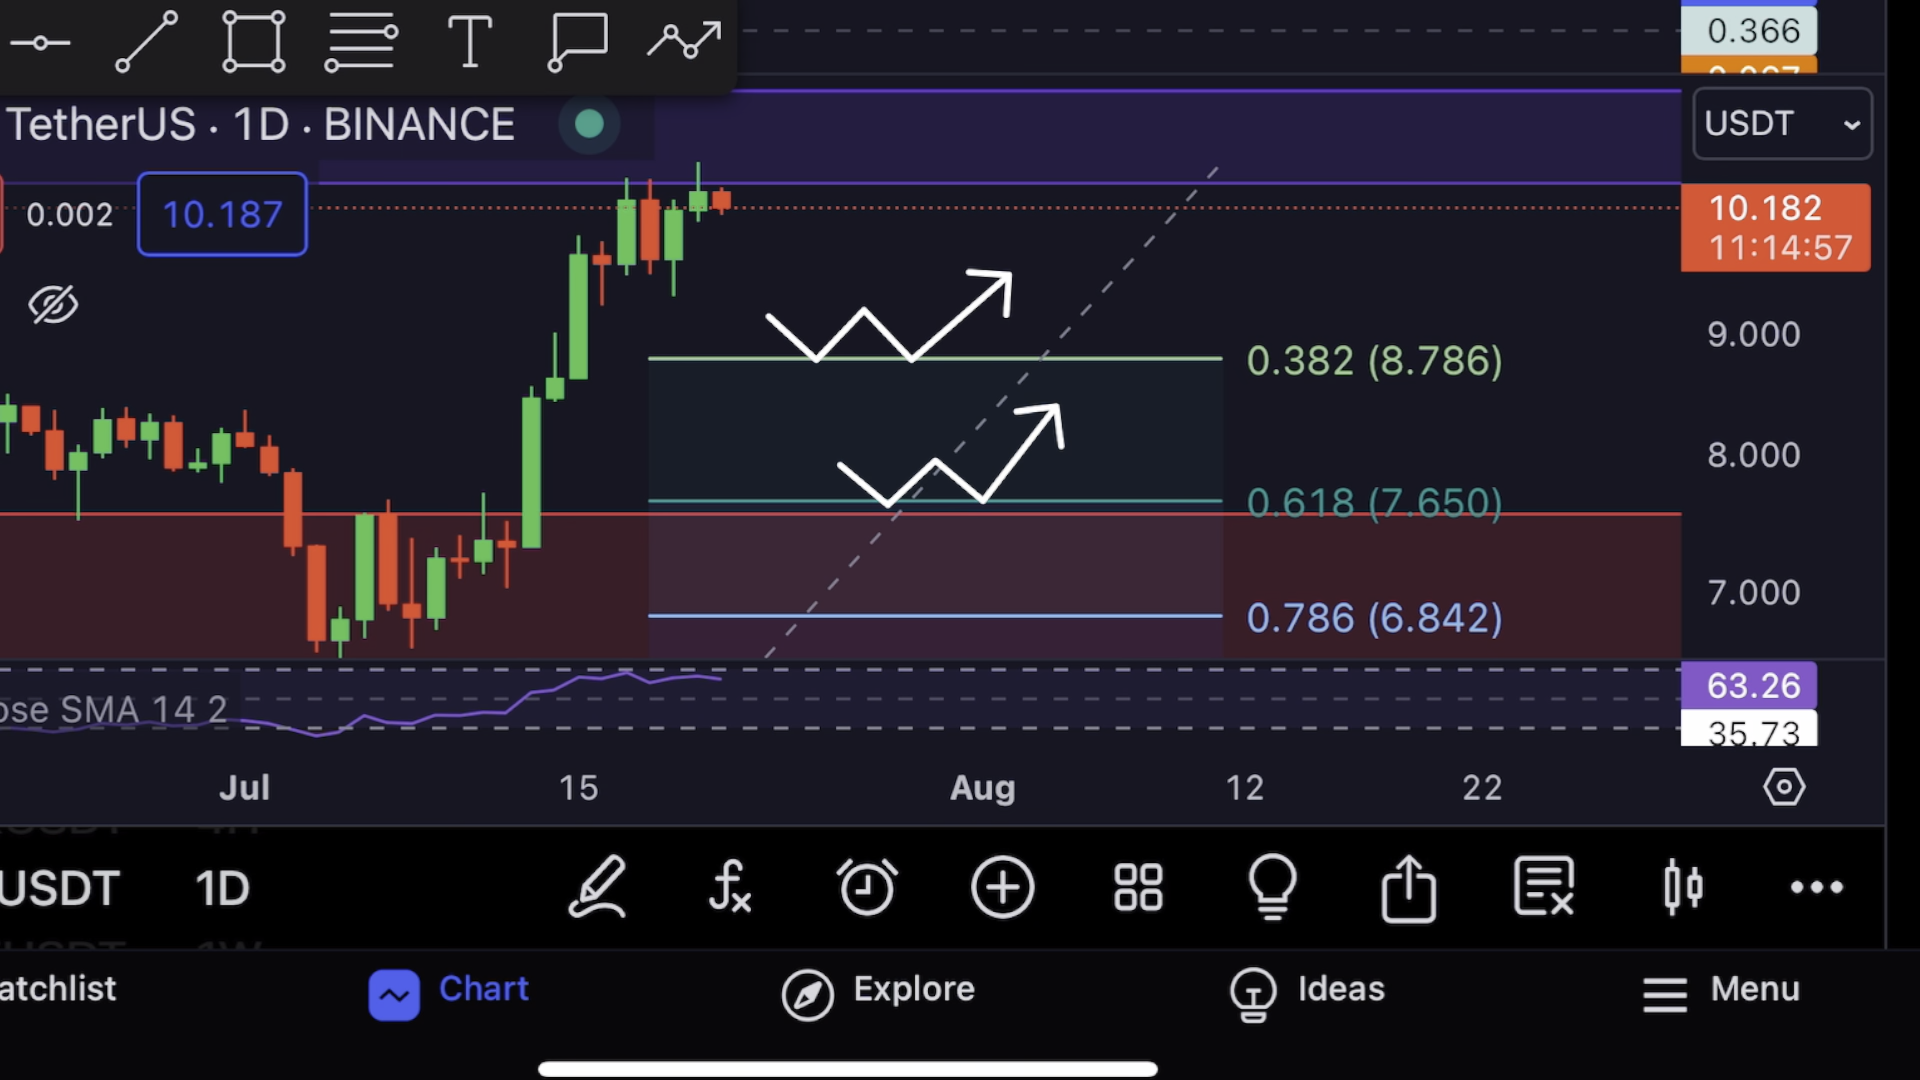 0.366
TetherUS · 1D · BINANCE
USDT
0.002
10.187
10.182
11:14:57
9.000
0.382 (8.786)
8.000
0.618 (7.650)
7.000
0.786 (6.842)
63.26
SMA 14 2
35.73
Jul 15 Aug 12 22
USDT 1D
Chart Explore Ideas Menu